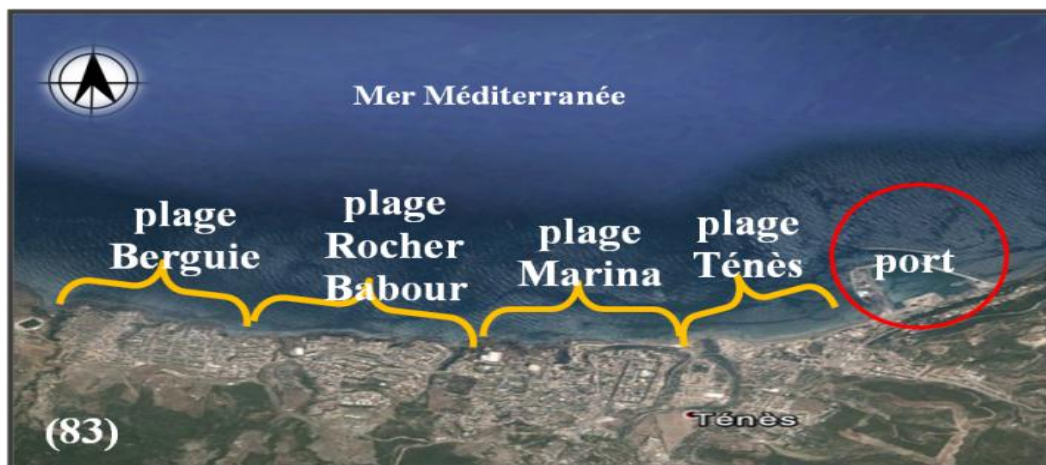 Mer Méditerranée
plage
Berguie
plage
Rocher
Babour
plage
Marina
plage
Ténès
port
Ténès
(83)